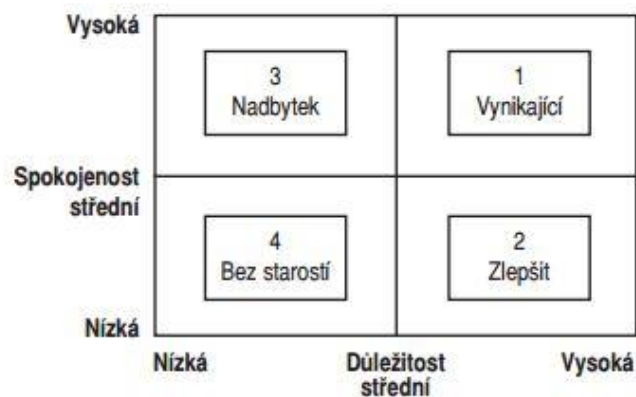 Vysoká
3
Nadbytek
1
Vynikající
Spokojenost
střední
4
Bez starostí
2
Zlepšit
Nízká
Nízká
Důležitost
střední
Vysoká